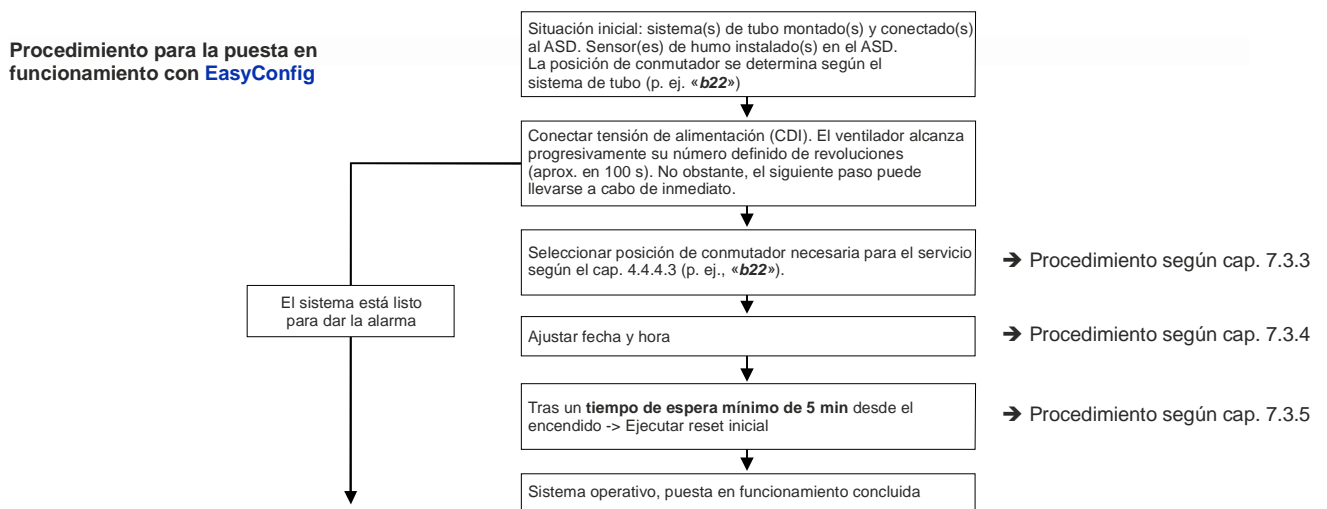 Procedimiento para la puesta en
funcionamiento con EasyConfig
Situación inicial: sistema(s) de tubo montado(s) y conectado(s)
al ASD. Sensor(es) de humo instalado(s) en el ASD.
La posición de conmutador se determina según el
sistema de tubo (p. ej. «b22»)
Conectar tensión de alimentación (CDI). El ventilador alcanza
progresivamente su número definido de revoluciones
(aprox. en 100 s). No obstante, el siguiente paso puede
llevarse a cabo de inmediato.
Seleccionar posición de conmutador necesaria para el servicio
según el cap. 4.4.4.3 (p. ej., «b22»).
➔ Procedimiento según cap. 7.3.3
El sistema está listo
para dar la alarma
Ajustar fecha y hora
➔ Procedimiento según cap. 7.3.4
Tras un tiempo de espera mínimo de 5 min desde el
encendido -> Ejecutar reset inicial
➔ Procedimiento según cap. 7.3.5
Sistema operativo, puesta en funcionamiento concluida